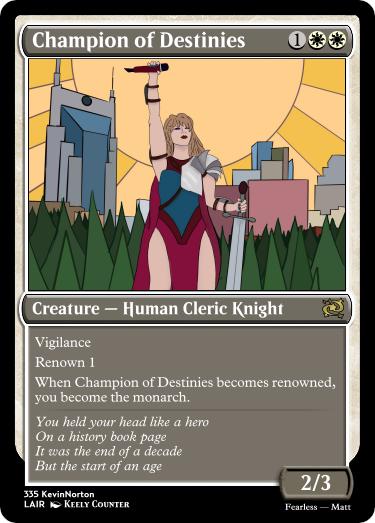 Champion of Destinies 1
Creature — Human Cleric Knight
Vigilance
Renown 1
When Champion of Destinies becomes renowned,
you become the monarch.
You held your head like a hero
On a history book page
It was the end of a decade
But the start of an age
2/3
335 KevinNorton
LAIR Keely Counter
Fearless — Matt